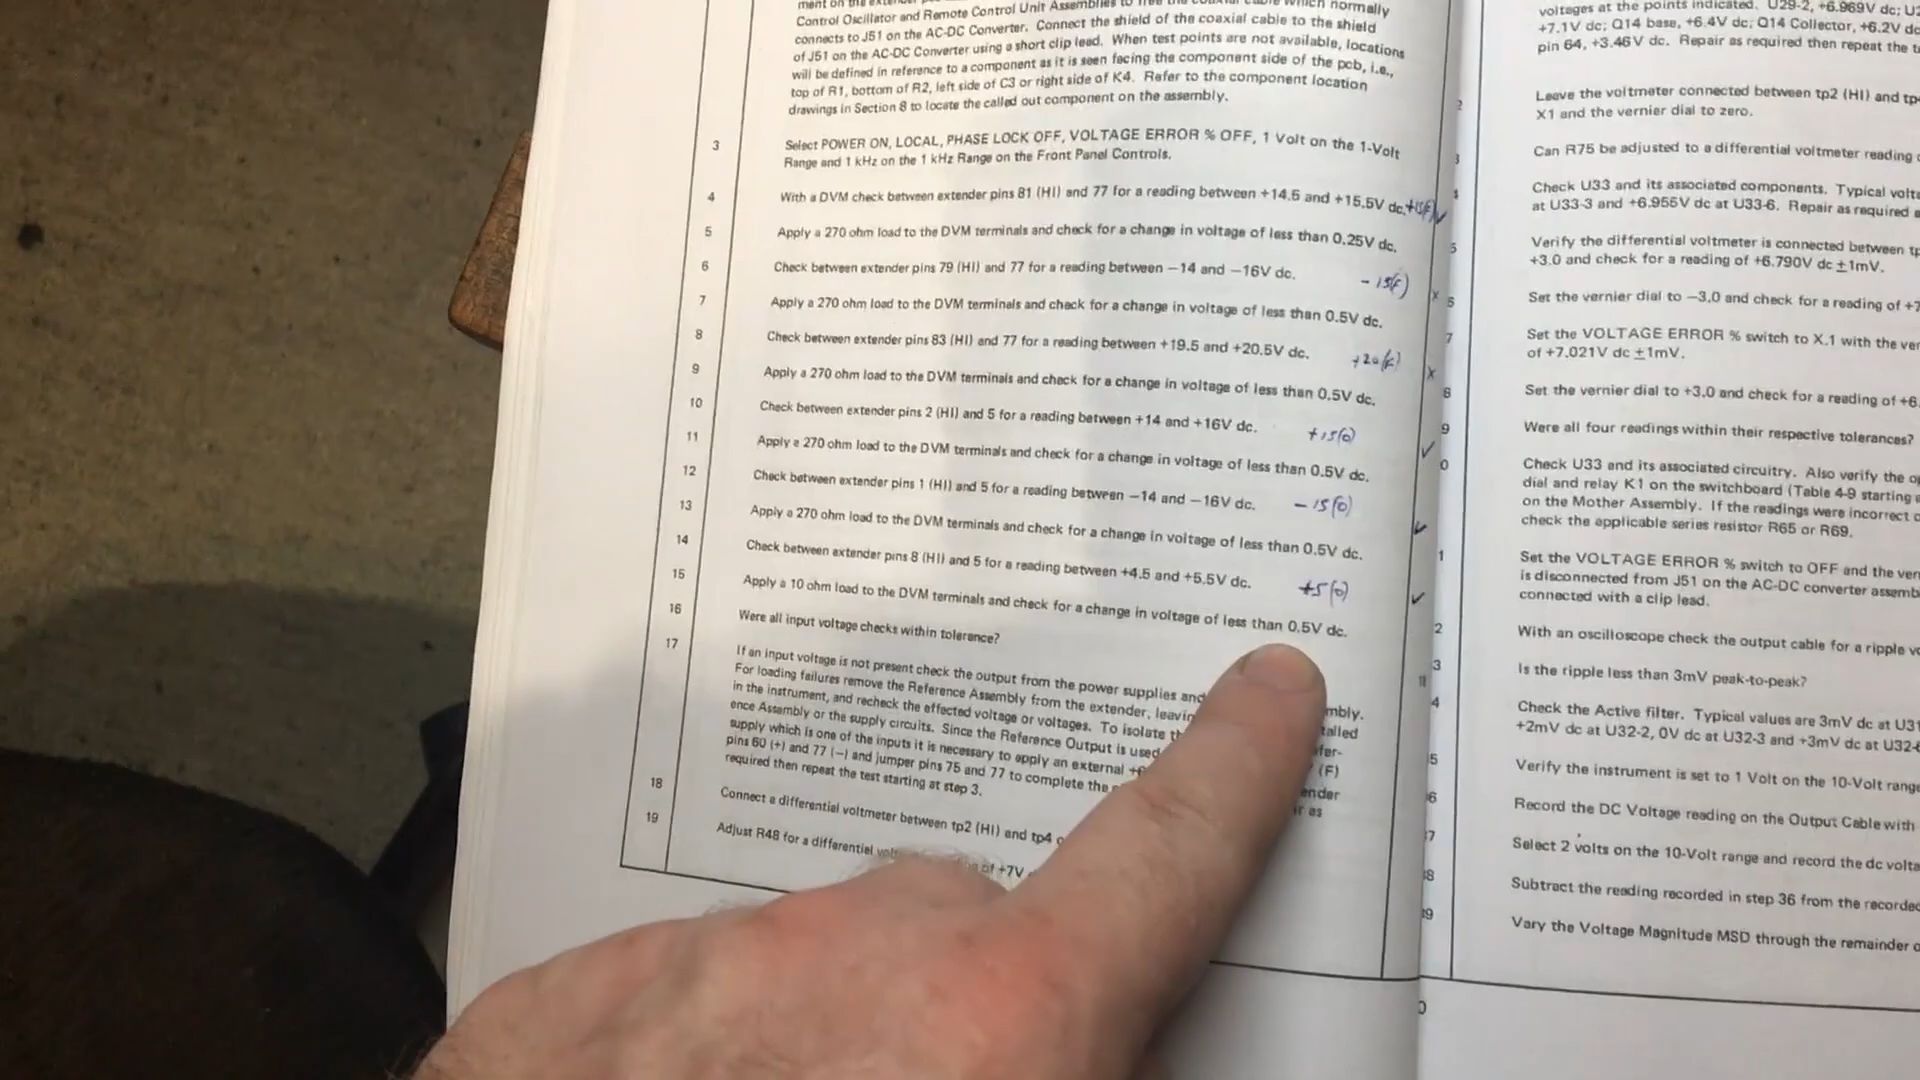 Control Oscillator and Remote Control Unit Assemblies to free the coaxial cable which normally
connects to J51 on the AC-DC Converter. Connect the shield of the coaxial cable to the shield
of J51 on the AC-DC Converter using a short clip lead. When test points are not available, locations
will be defined in reference to a component as it is seen facing the component side of the pcb, i.e.,
top of R1, bottom of R2, left side of C3 or right side of K4. Refer to the component location
drawings in Section 8 to locate the called out component on the assembly.
3 Select POWER ON, LOCAL, PHASE LOCK OFF, VOLTAGE ERROR % OFF, 1 Volt on the 1-Volt
Range and 1 kHz on the 1 kHz Range on the Front Panel Controls.
4 With a DVM check between extender pins 81 (HI) and 77 for a reading between +14.5 and +15.5V dc. +15(F) ✓
5 Apply a 270 ohm load to the DVM terminals and check for a change in voltage of less than 0.25V dc.
6 Check between extender pins 79 (HI) and 77 for a reading between −14 and −16V dc. -15(F) x
7 Apply a 270 ohm load to the DVM terminals and check for a change in voltage of less than 0.5V dc.
8 Check between extender pins 83 (HI) and 77 for a reading between +19.5 and +20.5V dc. +20(F) x
9 Apply a 270 ohm load to the DVM terminals and check for a change in voltage of less than 0.5V dc.
10 Check between extender pins 2 (HI) and 5 for a reading between +14 and +16V dc. +15(0) ✓
11 Apply a 270 ohm load to the DVM terminals and check for a change in voltage of less than 0.5V dc.
12 Check between extender pins 1 (HI) and 5 for a reading between −14 and −16V dc. -15(0) ✓
13 Apply a 270 ohm load to the DVM terminals and check for a change in voltage of less than 0.5V dc.
14 Check between extender pins 8 (HI) and 5 for a reading between +4.5 and +5.5V dc. +5(0) ✓
15 Apply a 10 ohm load to the DVM terminals and check for a change in voltage of less than 0.5V dc.
16 Were all input voltage checks within tolerance?
17 If an input voltage is not present check the output from the power supplies and mbly.
For loading failures remove the Reference Assembly from the extender, leavin talled
in the instrument, and recheck the effected voltage or voltages. To isolate th efer-
ence Assembly or the supply circuits. Since the Reference Output is used (F)
supply which is one of the inputs it is necessary to apply an external ender
pins 60 (+) and 77 (−) and jumper pins 75 and 77 to complete the ir as
required then repeat the test starting at step 3.
18 Connect a differential voltmeter between tp2 (HI) and tp4
19 Adjust R48 for a differential of +7V
voltages at the points indicated. U29-2, +6.969V dc;
+7.1V dc; Q14 base, +6.4V dc; Q14 Collector, +6.2V dc
pin 64, +3.46V dc. Repair as required then repeat the
2 Leave the voltmeter connected between tp2 (HI) and
X1 and the vernier dial to zero.
3 Can R75 be adjusted to a differential voltmeter reading
4 Check U33 and its associated components. Typical
at U33-3 and +6.955V dc at U33-6. Repair as required
5 Verify the differential voltmeter is connected between
+3.0 and check for a reading of +6.790V dc ±1mV.
6 Set the vernier dial to −3.0 and check for a reading of +7
7 Set the VOLTAGE ERROR % switch to X.1 with the
of +7.021V dc ±1mV.
8 Set the vernier dial to +3.0 and check for a reading of +6.
9 Were all four readings within their respective tolerances?
0 Check U33 and its associated circuitry. Also verify the
dial and relay K1 on the switchboard (Table 4-9 starting
on the Mother Assembly. If the readings were incorrect
check the applicable series resistor R65 or R69.
1 Set the VOLTAGE ERROR % switch to OFF and the
is disconnected from J51 on the AC-DC converter
connected with a clip lead.
2 With an oscilloscope check the output cable for a ripple
3 Is the ripple less than 3mV peak-to-peak?
4 Check the Active filter. Typical values are 3mV dc at
+2mV dc at U32-2, 0V dc at U32-3 and +3mV dc at
5 Verify the instrument is set to 1 Volt on the 10-Volt
6 Record the DC Voltage reading on the Output Cable with
7 Select 2 volts on the 10-Volt range and record the dc
8 Subtract the reading recorded in step 36 from the
9 Vary the Voltage Magnitude MSD through the remainder